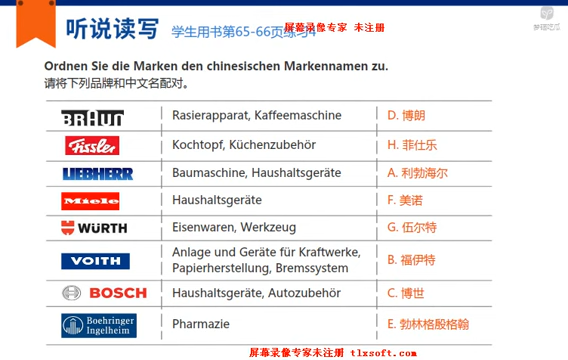 听说读写 学生用书第65-66页练习4
屏幕录像专家 未注册
Ordnen Sie die Marken den chinesischen Markennamen zu.
请将下列品牌和中文名配对。
BRAUN Rasierapparat, Kaffeemaschine D. 博朗
Fissler Kochtopf, Küchenzubehör H. 菲仕乐
LIEBHERR Baumaschine, Haushaltsgeräte A. 利勃海尔
Miele Haushaltsgeräte F. 美诺
WÜRTH Eisenwaren, Werkzeug G. 伍尔特
VOITH Anlage und Geräte für Kraftwerke,
Papierherstellung, Bremssystem B. 福伊特
BOSCH Haushaltsgeräte, Autozubehör C. 博世
Boehringer
Ingelheim Pharmazie E. 勃林格殷格翰
屏幕录像专家未注册 tlxsoft.com